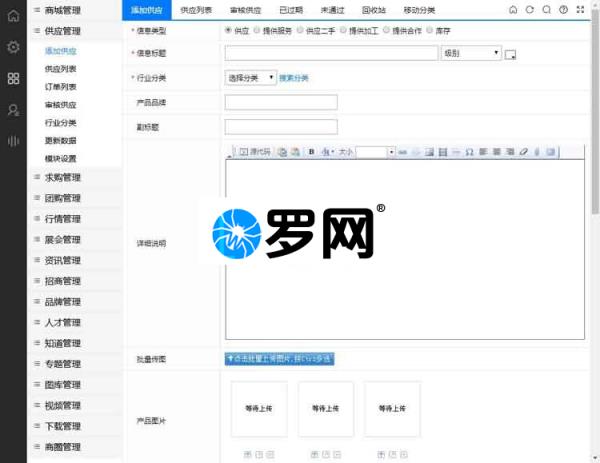 商城管理
添加供应 供应列表 审核供应 已过期 未通过 回收站 移动分类
供应管理
添加供应
供应列表
订单列表
审核供应
行业分类
更新数据
模块设置
求购管理
团购管理
行情管理
展会管理
资讯管理
招商管理
品牌管理
人才管理
知道管理
专题管理
图库管理
视频管理
下载管理
商圈管理
* 信息类型 供应 提供服务 供应二手 提供加工 提供合作 库存
* 信息标题 级别
* 行业分类 选择分类 搜索分类
产品品牌
副标题
详细说明
源代码 B 大小
罗网®
批量传图 点击批量上传图片,按Ctrl多选
产品图片
等待上传 等待上传 等待上传